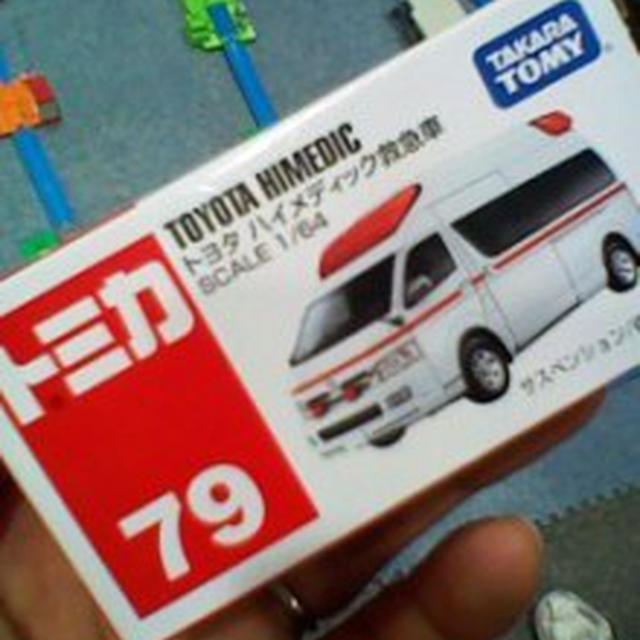 TAKARA
TOMY
TOYOTA HIMEDIC
トヨタ ハイメディック救急車
SCALE 1/64
トミカ
79
サスペンション